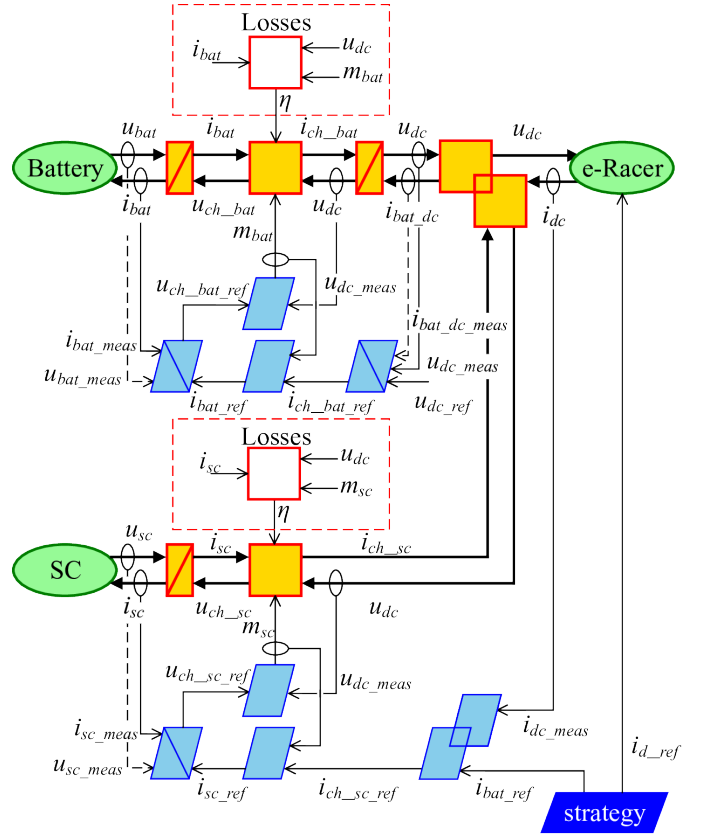 Losses
i_bat
u_dc
m_bat
η
u_bat
i_bat
i_ch_bat
u_dc
u_dc
Battery
e-Racer
i_bat
u_ch_bat
u_dc
i_bat_dc
i_dc
m_bat
u_ch_bat_ref
u_dc_meas
i_bat_dc_meas
i_bat_meas
u_dc_meas
u_bat_meas
i_bat_ref
i_ch_bat_ref
u_dc_ref
Losses
i_sc
u_dc
m_sc
η
u_sc
i_sc
i_ch_sc
SC
i_sc
u_ch_sc
u_dc
m_sc
u_ch_sc_ref
u_dc_meas
i_sc_meas
i_dc_meas
i_d_ref
u_sc_meas
i_sc_ref
i_ch_sc_ref
i_bat_ref
strategy